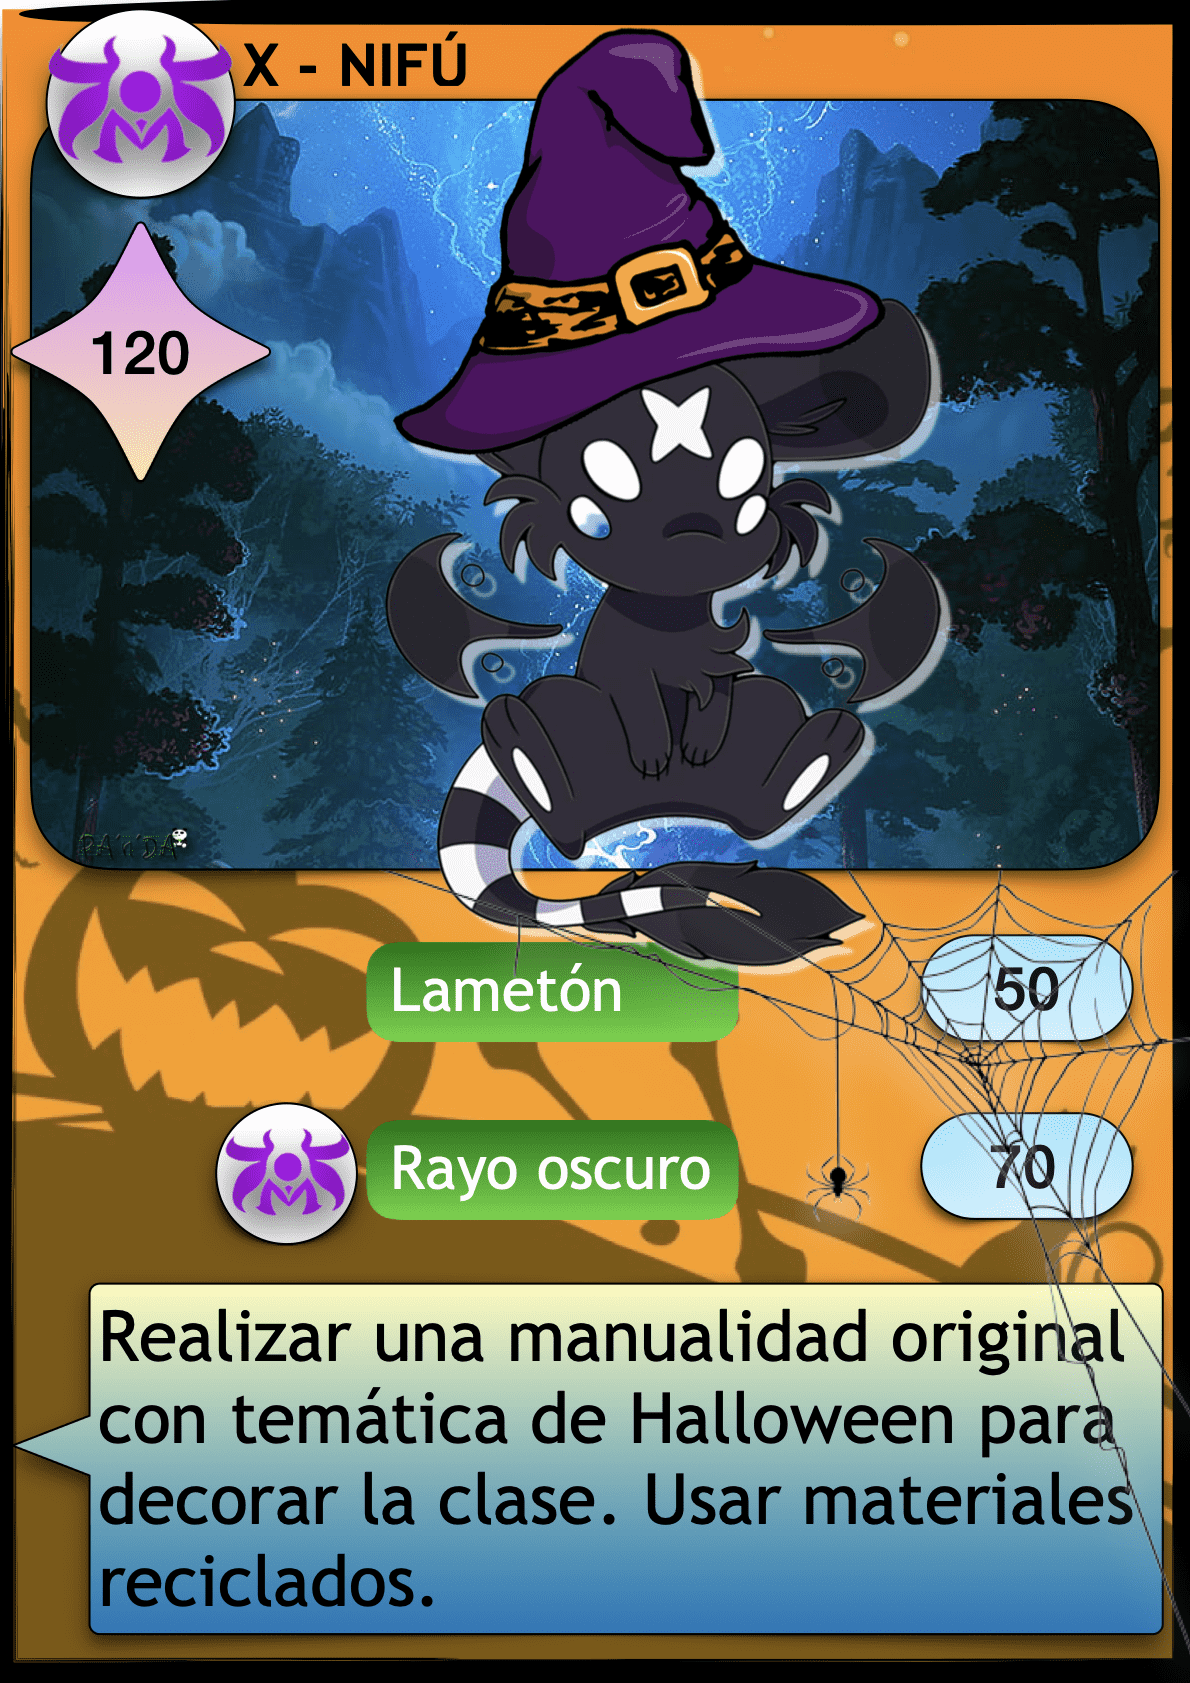 X - NIFÚ
120
Lametón
50
Rayo oscuro
70
Realizar una manualidad original
con temática de Halloween para
decorar la clase. Usar materiales
reciclados.